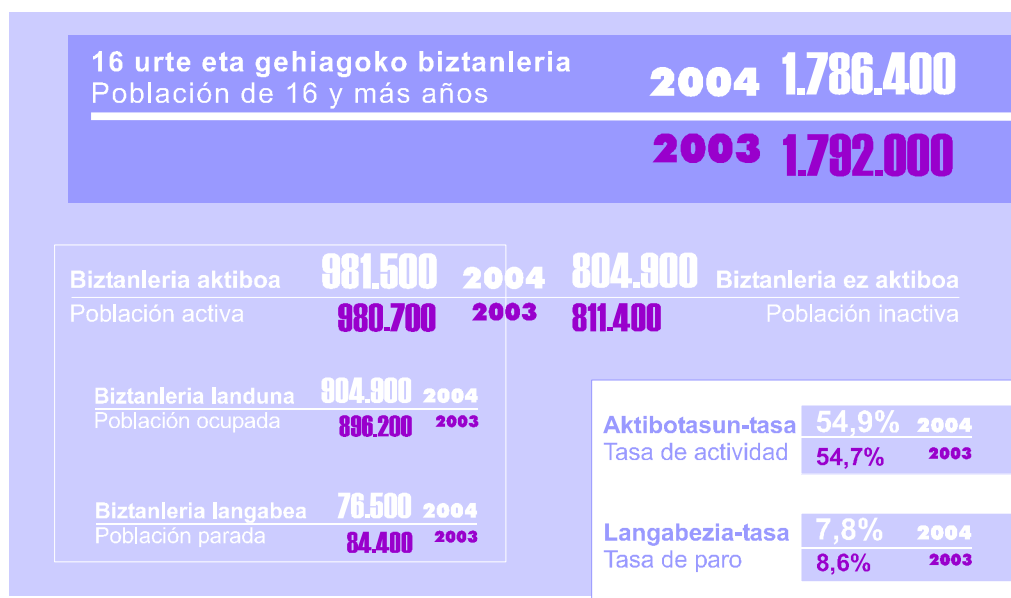 16 urte eta gehiagoko biztanleria
Población de 16 y más años
2004 1.786.400
2003 1.792.000
Biztanleria aktiboa 981.500 2004 804.900 Biztanleria ez aktiboa
Población activa 980.700 2003 811.400 Población inactiva
Biztanleria landuna 904.900 2004
Población ocupada 896.200 2003
Biztanleria langabea 76.500 2004
Población parada 84.400 2003
Aktibotasun-tasa 54,9% 2004
Tasa de actividad 54,7% 2003
Langabezia-tasa 7,8% 2004
Tasa de paro 8,6% 2003